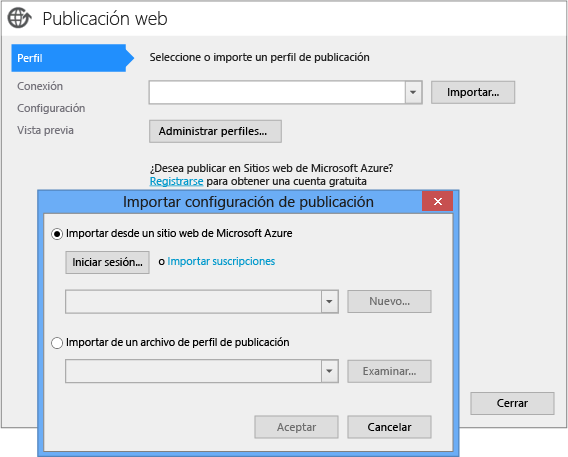 Publicación web
Perfil
Conexión
Configuración
Vista previa
Seleccione o importe un perfil de publicación
Importar...
Administrar perfiles...
¿Desea publicar en Sitios web de Microsoft Azure?
Registrarse para obtener una cuenta gratuita
Importar configuración de publicación
Importar desde un sitio web de Microsoft Azure
Iniciar sesión... o Importar suscripciones
Nuevo...
Importar de un archivo de perfil de publicación
Examinar...
Aceptar Cancelar
Cerrar